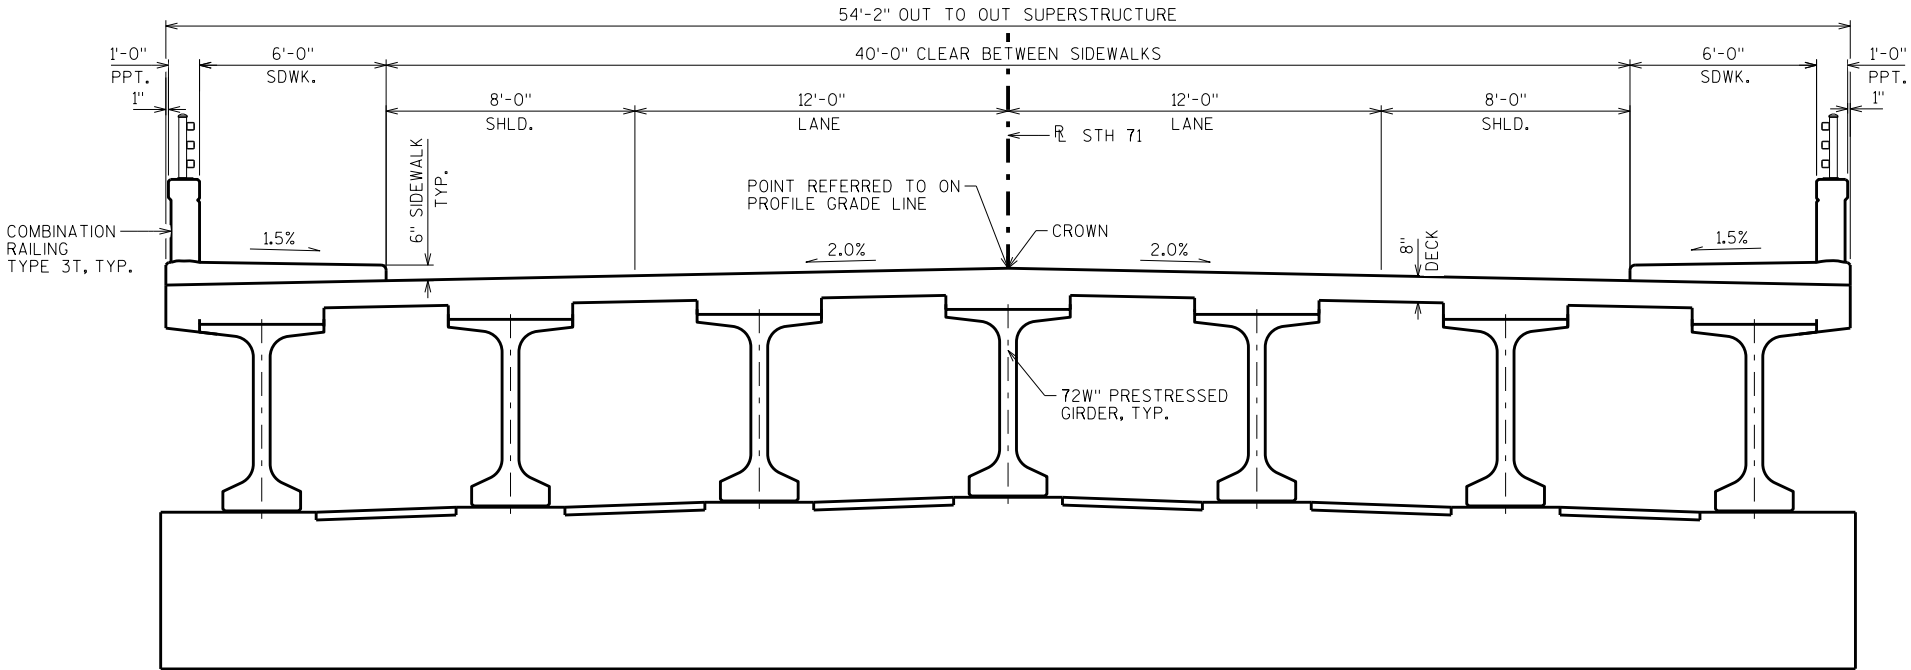 54'-2" OUT TO OUT SUPERSTRUCTURE
1'-0"
PPT.
6'-0"
SDWK.
40'-0" CLEAR BETWEEN SIDEWALKS
6'-0"
SDWK.
1'-0"
PPT.
1"
8'-0"
SHLD.
12'-0"
LANE
12'-0"
LANE
8'-0"
SHLD.
1"
STH 71
6" SIDEWALK
TYP.
POINT REFERRED TO ON
PROFILE GRADE LINE
COMBINATION
RAILING
TYPE 3T, TYP.
1.5%
2.0%
CROWN
2.0%
8"
DECK
1.5%
72W" PRESTRESSED
GIRDER, TYP.